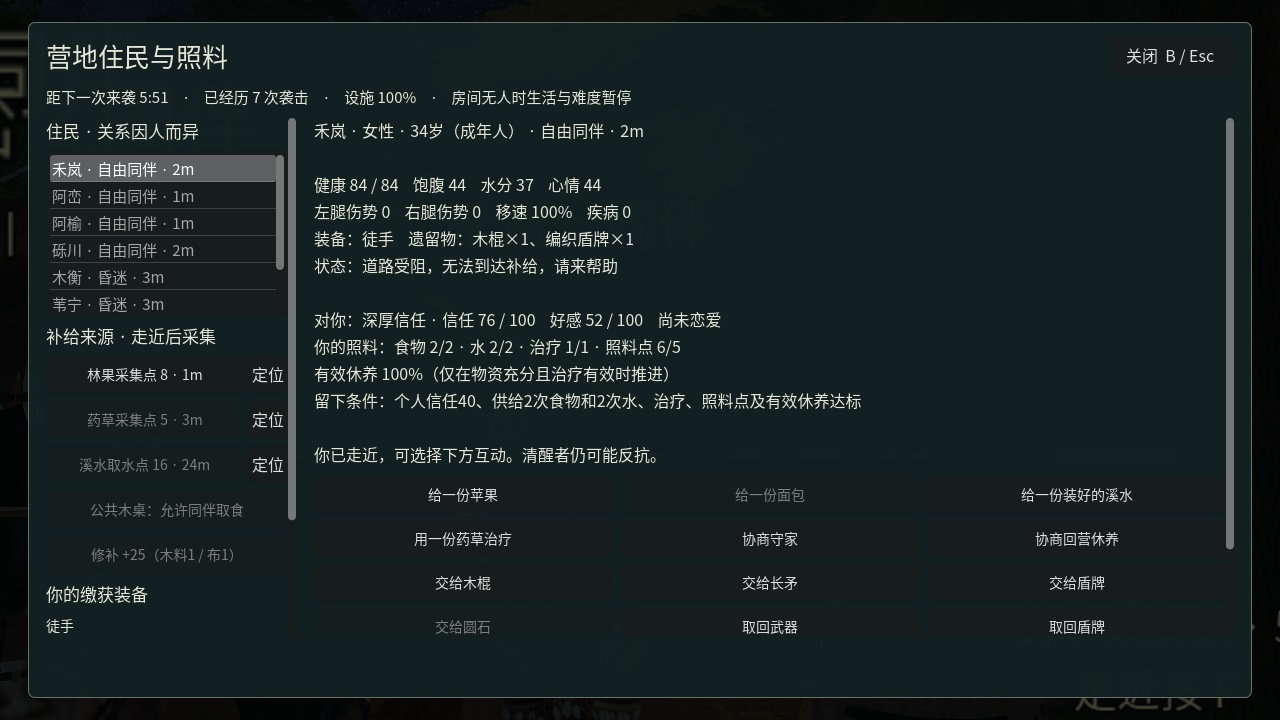 营地住民与照料
关闭 B / Esc
距下一次来袭 5:51 · 已经历 7 次袭击 · 设施 100% · 房间无人时生活与难度暂停
住民 · 关系因人而异
禾岚 · 自由同伴 · 2m
阿峦 · 自由同伴 · 1m
阿榆 · 自由同伴 · 1m
砾川 · 自由同伴 · 2m
木衡 · 昏迷 · 3m
苇宁 · 昏迷 · 3m
补给来源 · 走近后采集
林果采集点 8 · 1m 定位
药草采集点 5 · 3m 定位
溪水取水点 16 · 24m 定位
公共木桌：允许同伴取食
修补 +25（木料1 / 布1）
你的缴获装备
徒手
禾岚 · 女性 · 34岁（成年人） · 自由同伴 · 2m
健康 84 / 84 饱腹 44 水分 37 心情 44
左腿伤势 0 右腿伤势 0 移速 100% 疾病 0
装备：徒手 遗留物：木棍×1、编织盾牌×1
状态：道路受阻，无法到达补给，请来帮助
对你：深厚信任 · 信任 76 / 100 好感 52 / 100 尚未恋爱
你的照料：食物 2/2 · 水 2/2 · 治疗 1/1 · 照料点 6/5
有效休养 100%（仅在物资充分且治疗有效时推进）
留下条件：个人信任40、供给2次食物和2次水、治疗、照料点及有效休养达标
你已走近，可选择下方互动。清醒者仍可能反抗。
给一份苹果 给一份面包 给一份装好的溪水
用一份药草治疗 协商守家 协商回营休养
交给木棍 交给长矛 交给盾牌
交给圆石 取回武器 取回盾牌
走近按 F